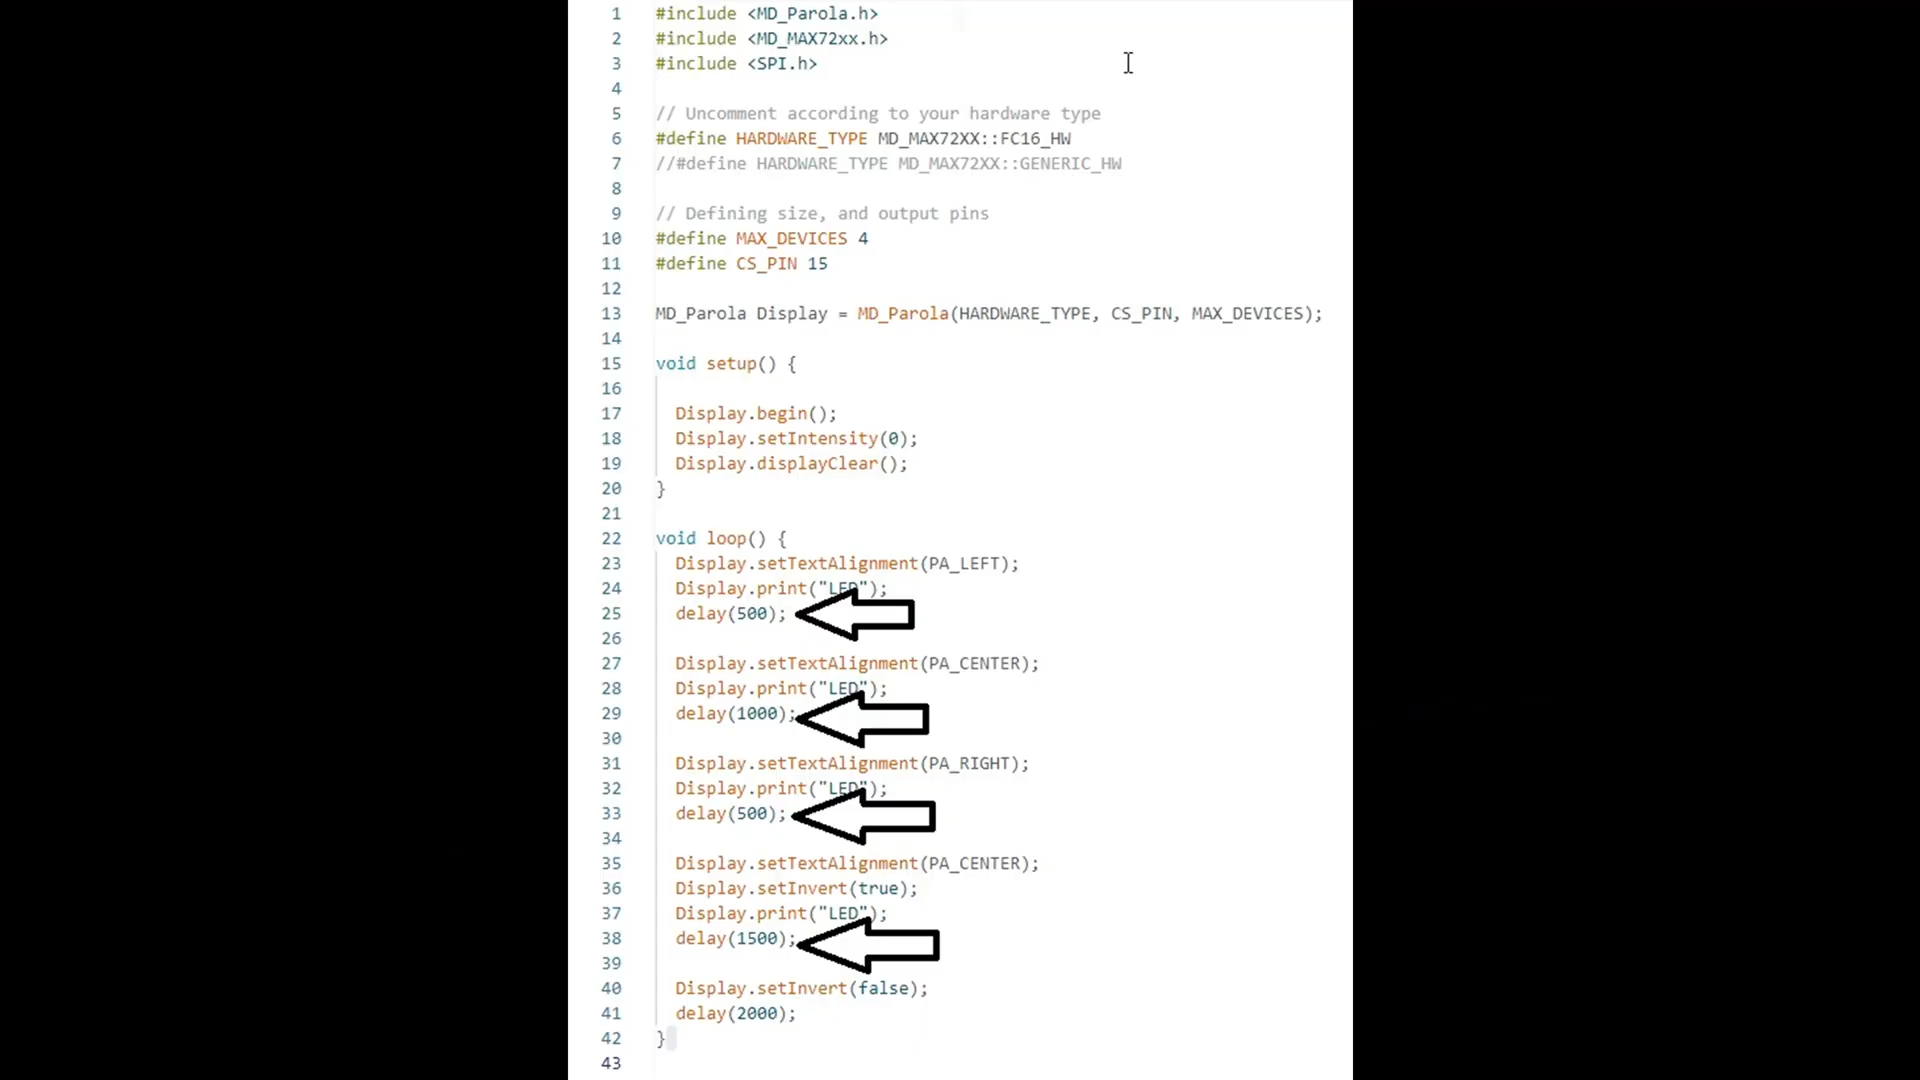 1 #include <MD_Parola.h>
2 #include <MD_MAX72xx.h>
3 #include <SPI.h>
4
5 // Uncomment according to your hardware type
6 #define HARDWARE_TYPE MD_MAX72XX::FC16_HW
7 //#define HARDWARE_TYPE MD_MAX72XX::GENERIC_HW
8
9 // Defining size, and output pins
10 #define MAX_DEVICES 4
11 #define CS_PIN 15
12
13 MD_Parola Display = MD_Parola(HARDWARE_TYPE, CS_PIN, MAX_DEVICES);
14
15 void setup() {
16
17 Display.begin();
18 Display.setIntensity(0);
19 Display.displayClear();
20 }
21
22 void loop() {
23 Display.setTextAlignment(PA_LEFT);
24 Display.print("LED");
25 delay(500);
26
27 Display.setTextAlignment(PA_CENTER);
28 Display.print("LED");
29 delay(1000);
30
31 Display.setTextAlignment(PA_RIGHT);
32 Display.print("LED");
33 delay(500);
34
35 Display.setTextAlignment(PA_CENTER);
36 Display.setInvert(true);
37 Display.print("LED");
38 delay(1500);
39
40 Display.setInvert(false);
41 delay(2000);
42 }
43